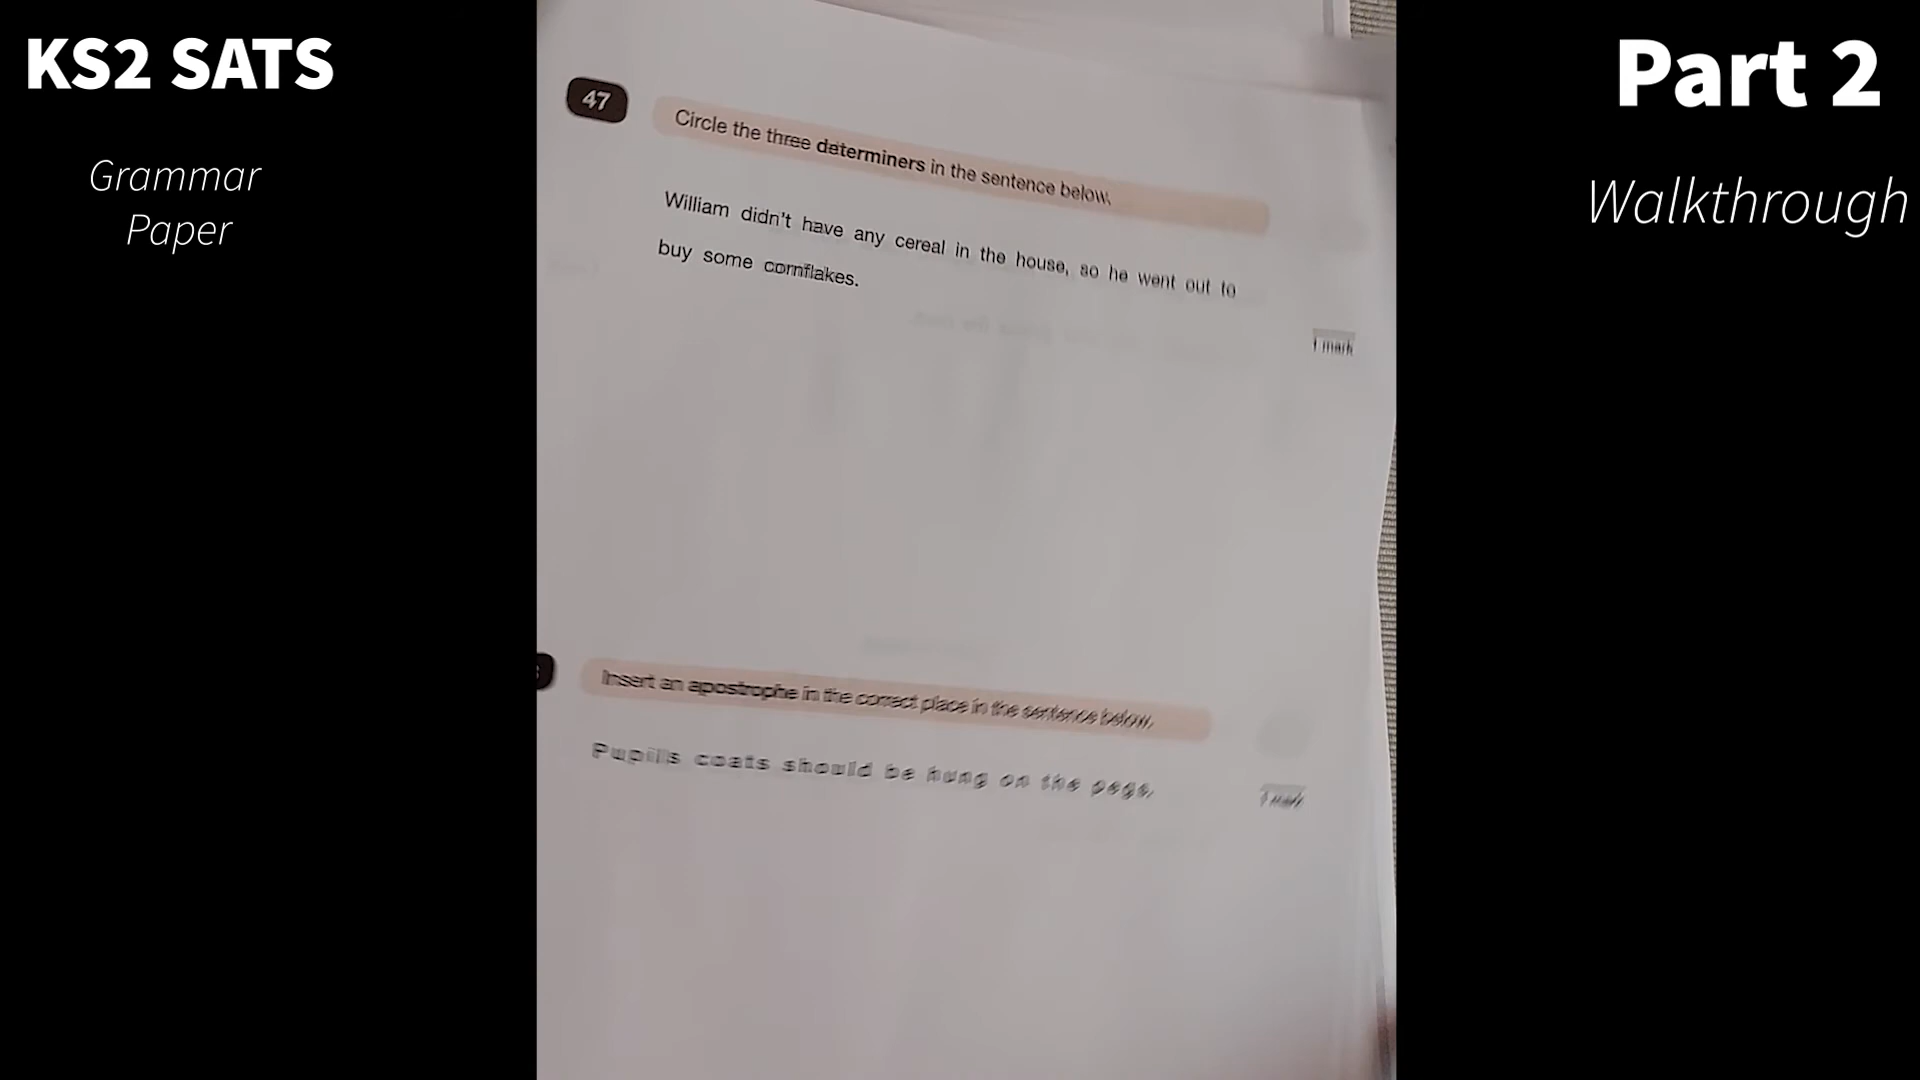 KS2 SATS
Grammar
Paper
Part 2
Walkthrough
47
Circle the three determiners in the sentence below.
William didn't have any cereal in the house, so he went out to
buy some cornflakes.
1 mark
Insert an apostrophe in the correct place in the sentence below.
Pupils coats should be hung on the pegs.
1 mark